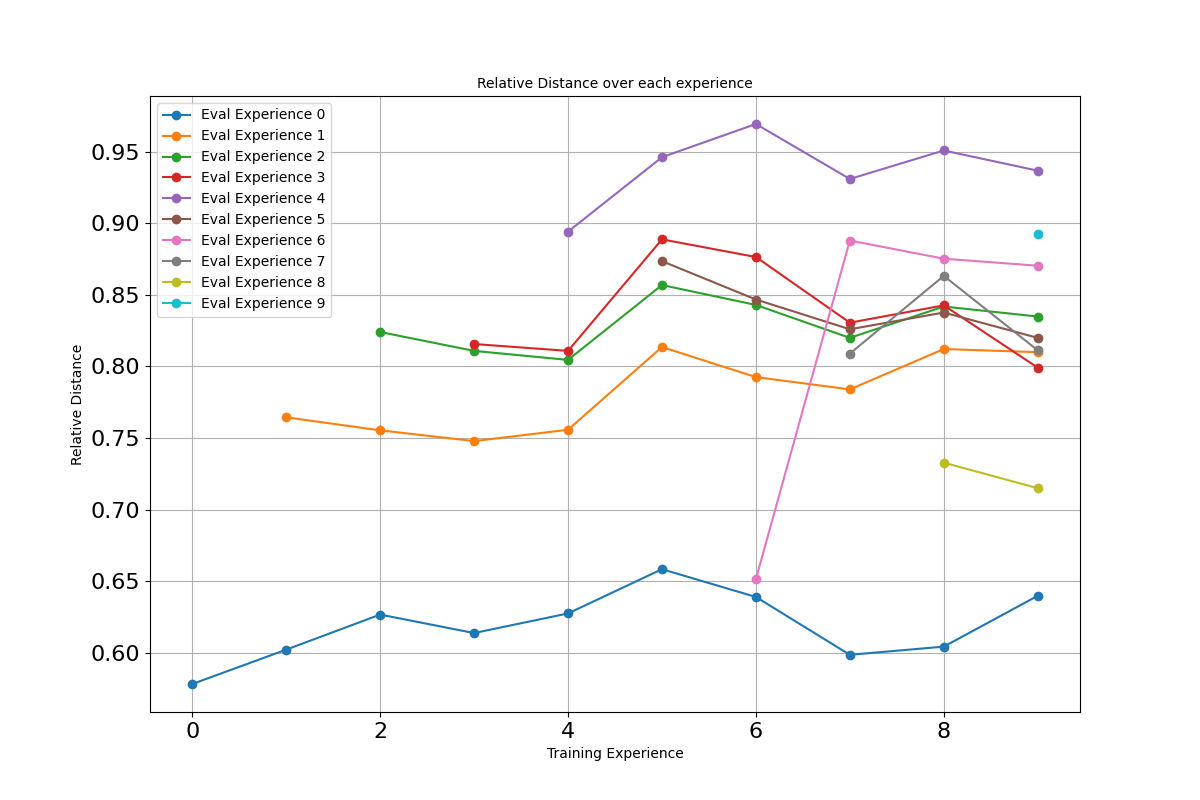 Relative Distance over each experience
Eval Experience 0
Eval Experience 1
Eval Experience 2
Eval Experience 3
Eval Experience 4
Eval Experience 5
Eval Experience 6
Eval Experience 7
Eval Experience 8
Eval Experience 9
0.95
0.90
0.85
0.80
0.75
0.70
0.65
0.60
Relative Distance
0 2 4 6 8
Training Experience